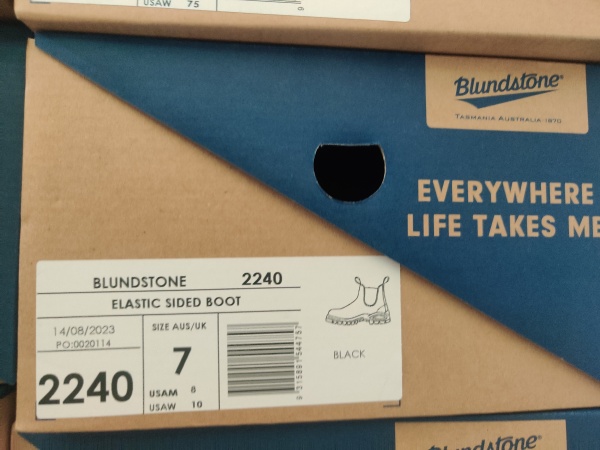 USAW 75
Blundstone®
TASMANIA AUSTRALIA·1870
EVERYWHERE
LIFE TAKES ME
BLUNDSTONE 2240
ELASTIC SIDED BOOT
14/08/2023
PO:0020114
2240
SIZE AUS/UK
7
USAM 8
USAW 10
BLACK
Blundstone®